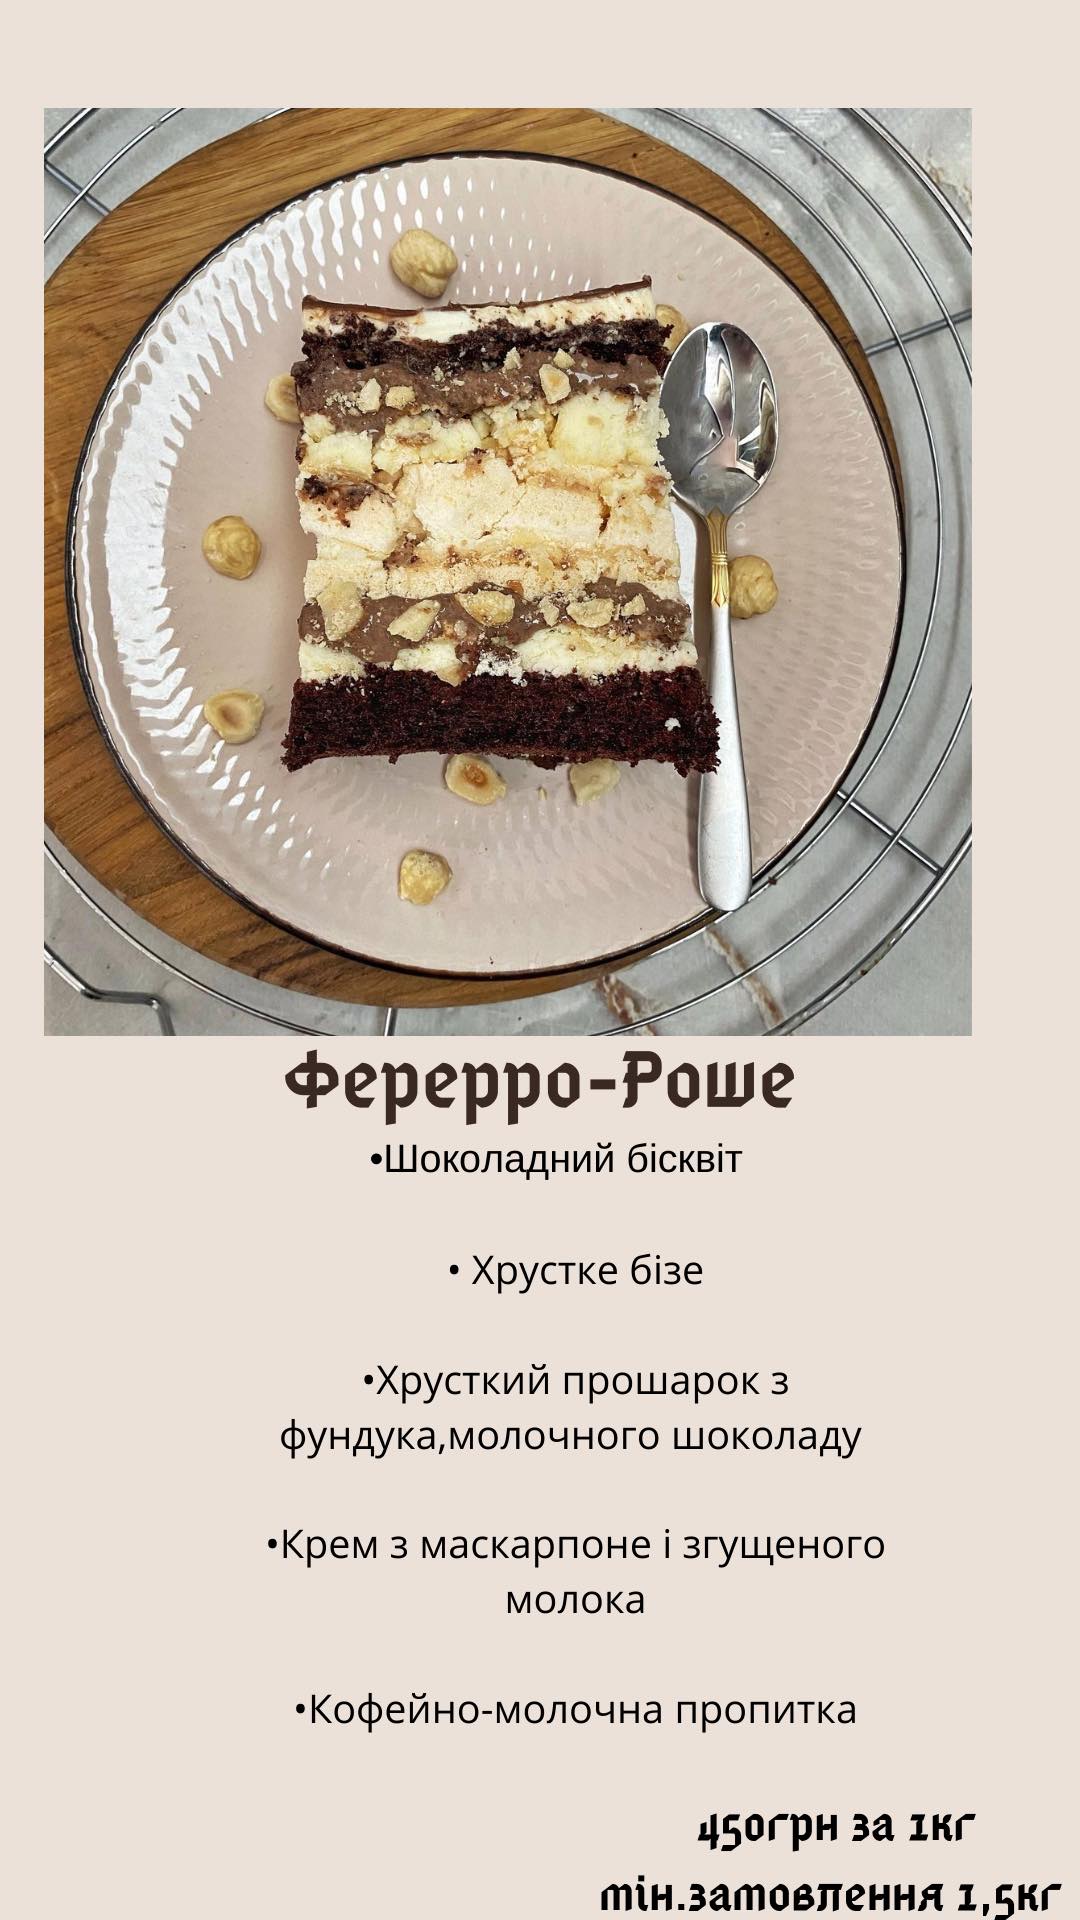 Фереррo-Роше
•Шоколадний бісквіт
• Хрустке бізе
•Хрусткий прошарок з
фундука,молочного шоколаду
•Крем з маскарпоне і згущеного
молока
•Кофейно-молочна пропитка
450грн за 1кг
мін.замовлення 1,5кг